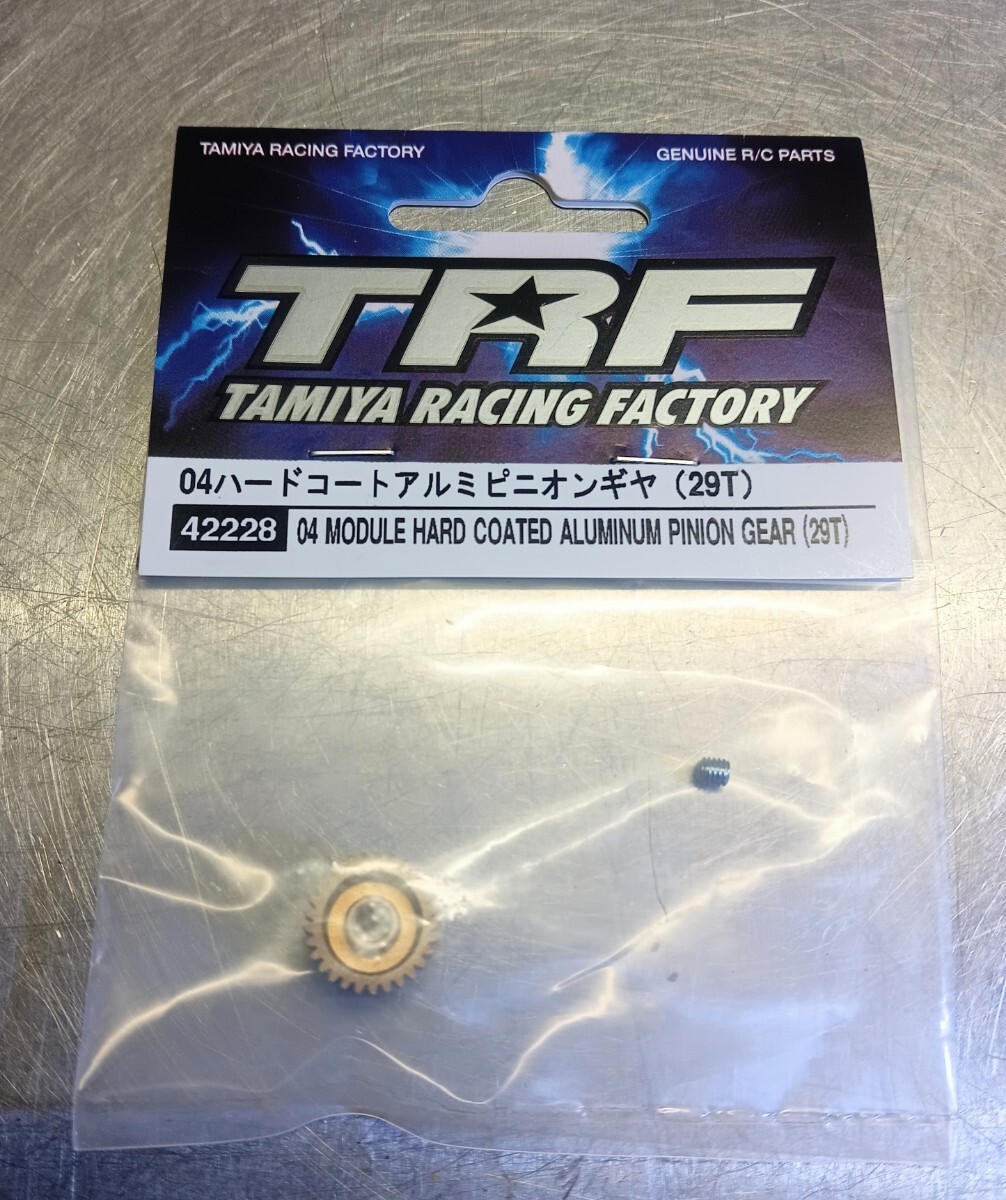 TAMIYA RACING FACTORY
GENUINE R/C PARTS
TRF
TAMIYA RACING FACTORY
04ハードコートアルミピニオンギヤ（29T）
42228 04 MODULE HARD COATED ALUMINUM PINION GEAR (29T)